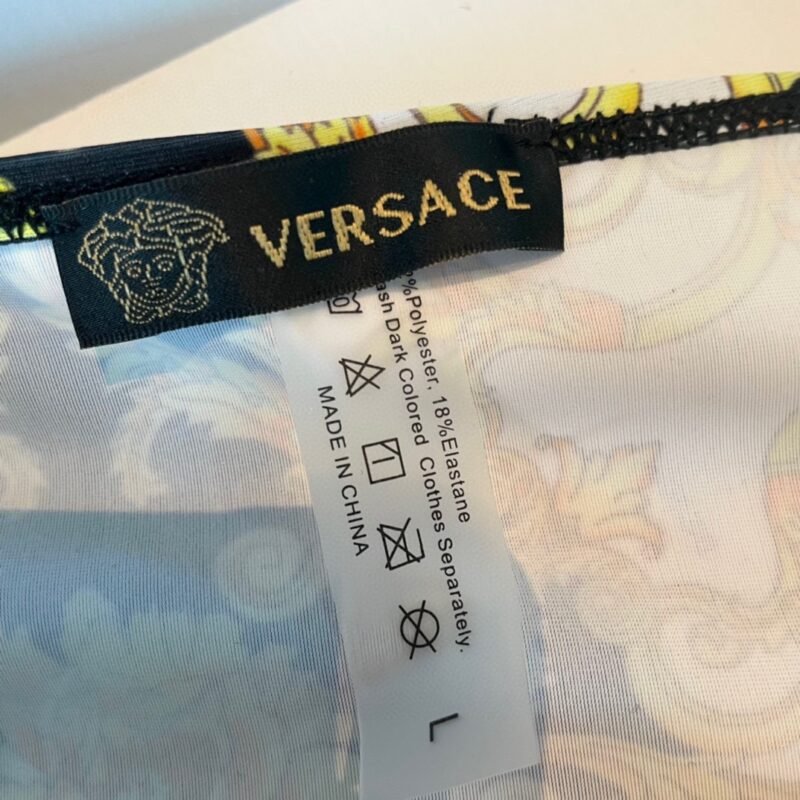 VERSACE
%Polyester, 18%Elastane
Dark Colored Clothes Separately.
MADE IN CHINA
L